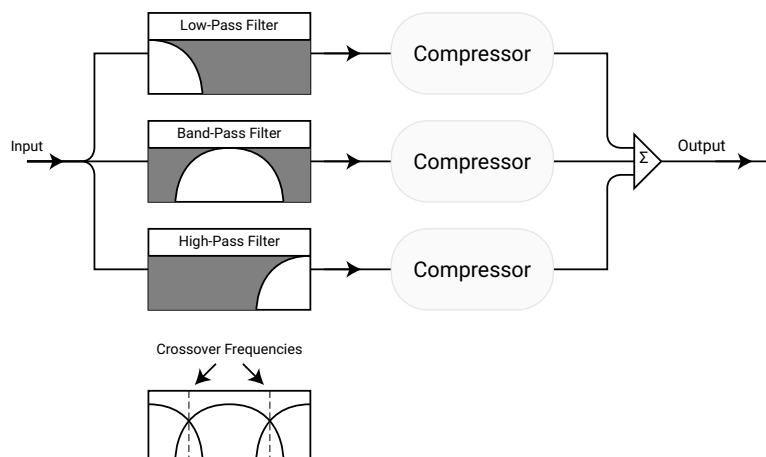 Low-Pass Filter
Compressor
Band-Pass Filter
Input
Compressor
Σ
Output
High-Pass Filter
Compressor
Crossover Frequencies